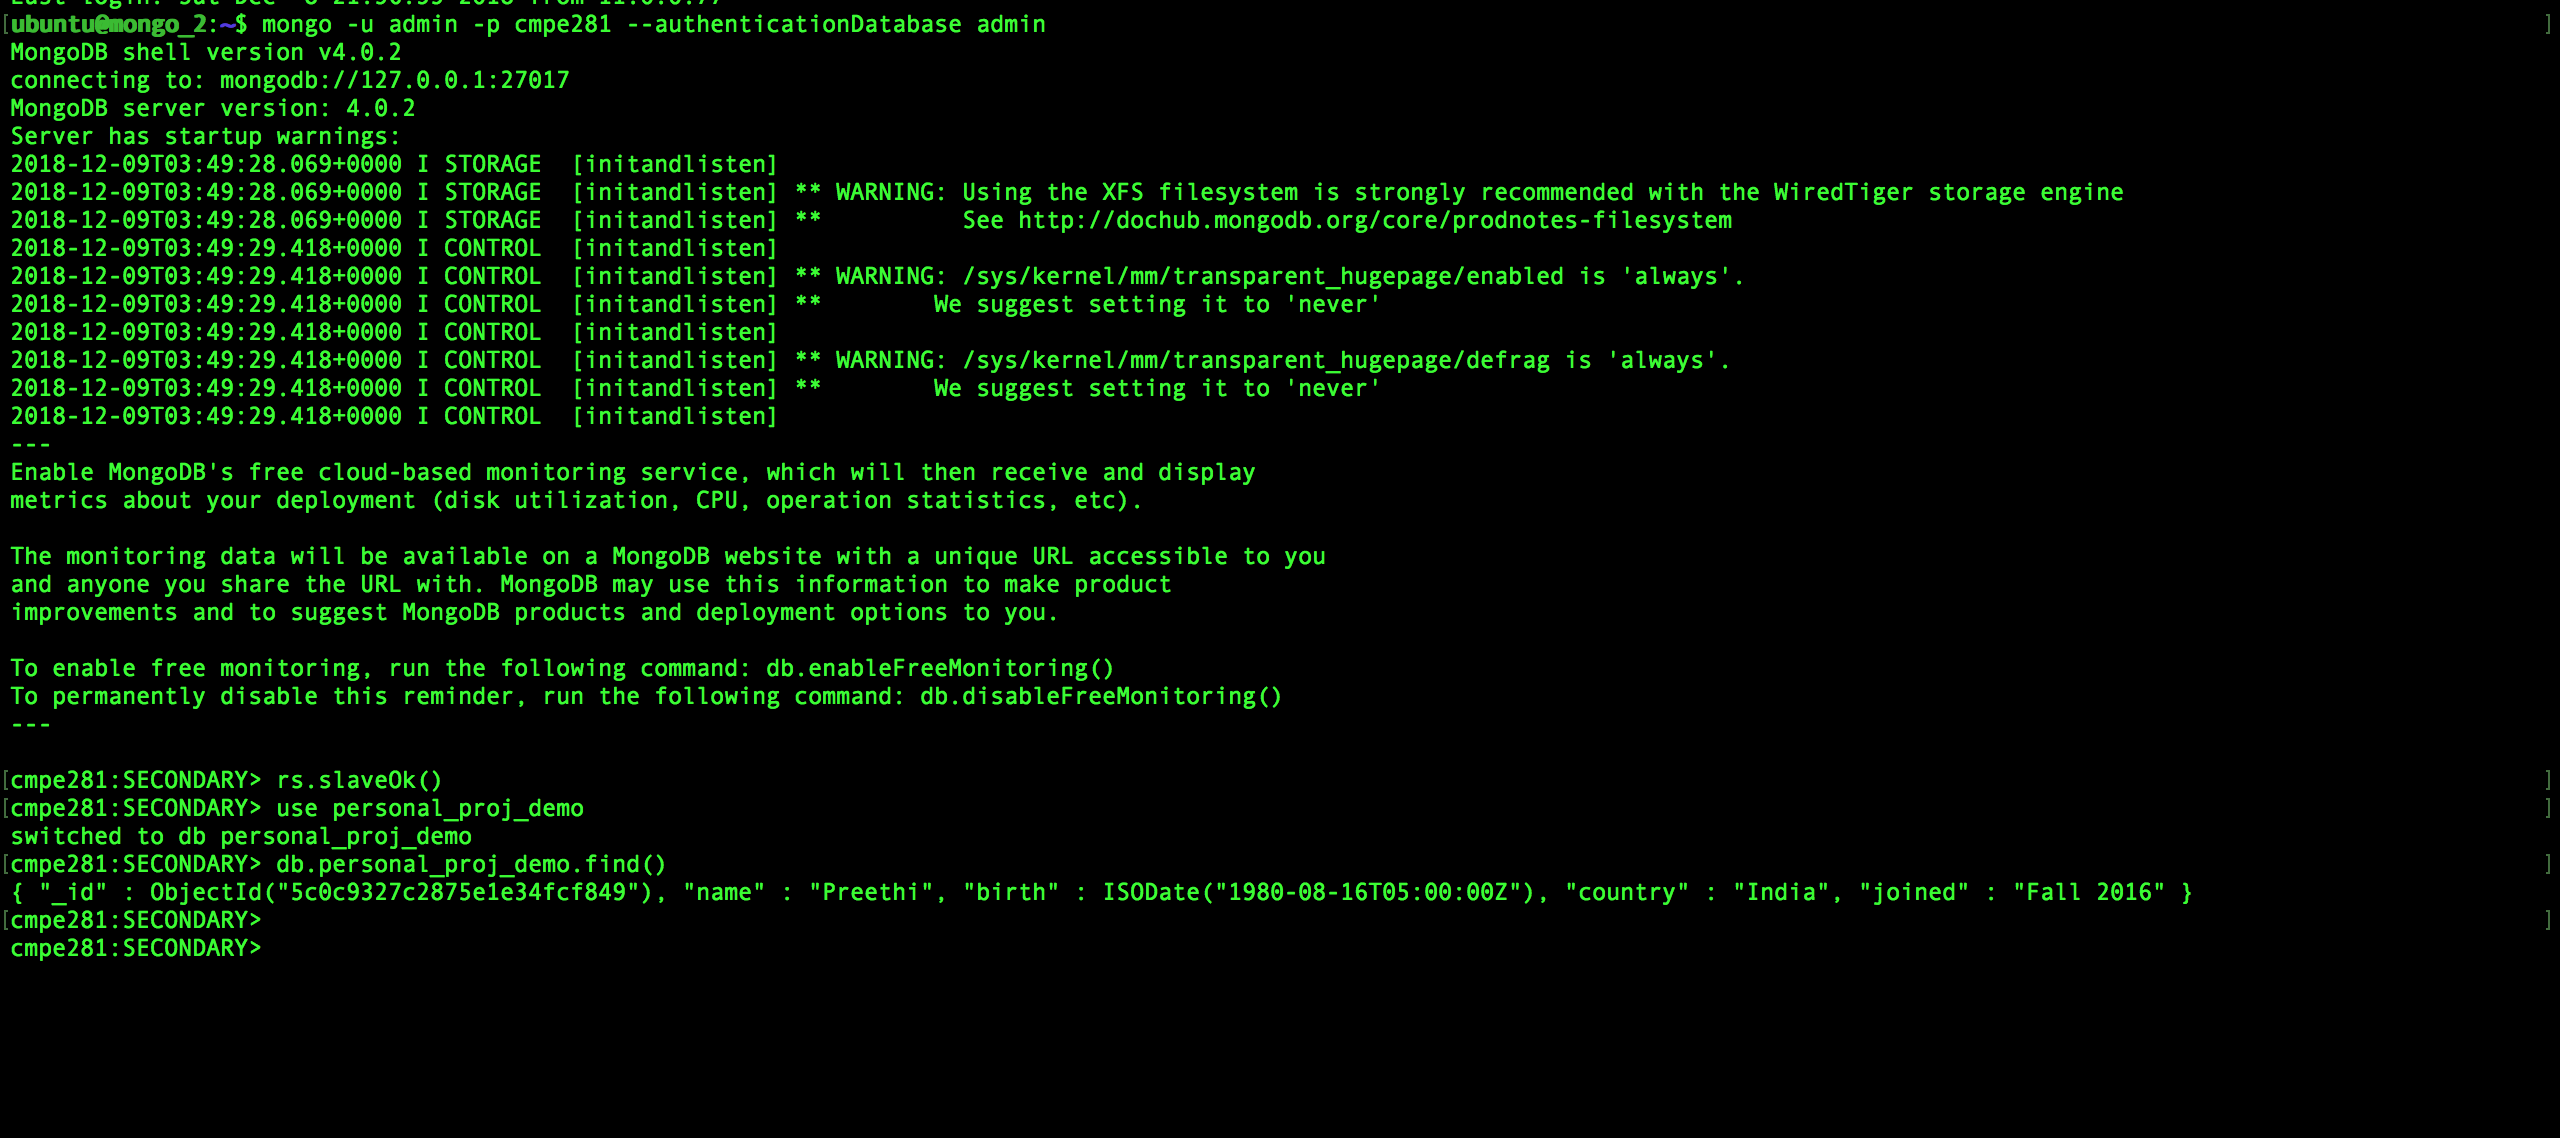 Last login: Sat Dec  8 21:50:55 2018 from 11.0.0.77
[ubuntu@mongo_2:~$ mongo -u admin -p cmpe281 --authenticationDatabase admin ]
MongoDB shell version v4.0.2
connecting to: mongodb://127.0.0.1:27017
MongoDB server version: 4.0.2
Server has startup warnings:
2018-12-09T03:49:28.069+0000 I STORAGE  [initandlisten]
2018-12-09T03:49:28.069+0000 I STORAGE  [initandlisten] ** WARNING: Using the XFS filesystem is strongly recommended with the WiredTiger storage engine
2018-12-09T03:49:28.069+0000 I STORAGE  [initandlisten] **          See http://dochub.mongodb.org/core/prodnotes-filesystem
2018-12-09T03:49:29.418+0000 I CONTROL  [initandlisten]
2018-12-09T03:49:29.418+0000 I CONTROL  [initandlisten] ** WARNING: /sys/kernel/mm/transparent_hugepage/enabled is 'always'.
2018-12-09T03:49:29.418+0000 I CONTROL  [initandlisten] **        We suggest setting it to 'never'
2018-12-09T03:49:29.418+0000 I CONTROL  [initandlisten]
2018-12-09T03:49:29.418+0000 I CONTROL  [initandlisten] ** WARNING: /sys/kernel/mm/transparent_hugepage/defrag is 'always'.
2018-12-09T03:49:29.418+0000 I CONTROL  [initandlisten] **        We suggest setting it to 'never'
2018-12-09T03:49:29.418+0000 I CONTROL  [initandlisten]
---
Enable MongoDB's free cloud-based monitoring service, which will then receive and display
metrics about your deployment (disk utilization, CPU, operation statistics, etc).
The monitoring data will be available on a MongoDB website with a unique URL accessible to you
and anyone you share the URL with. MongoDB may use this information to make product
improvements and to suggest MongoDB products and deployment options to you.
To enable free monitoring, run the following command: db.enableFreeMonitoring()
To permanently disable this reminder, run the following command: db.disableFreeMonitoring()
---
[cmpe281:SECONDARY> rs.slaveOk() ]
[cmpe281:SECONDARY> use personal_proj_demo ]
switched to db personal_proj_demo
[cmpe281:SECONDARY> db.personal_proj_demo.find() ]
{ "_id" : ObjectId("5c0c9327c2875e1e34fcf849"), "name" : "Preethi", "birth" : ISODate("1980-08-16T05:00:00Z"), "country" : "India", "joined" : "Fall 2016" }
[cmpe281:SECONDARY> ]
cmpe281:SECONDARY>